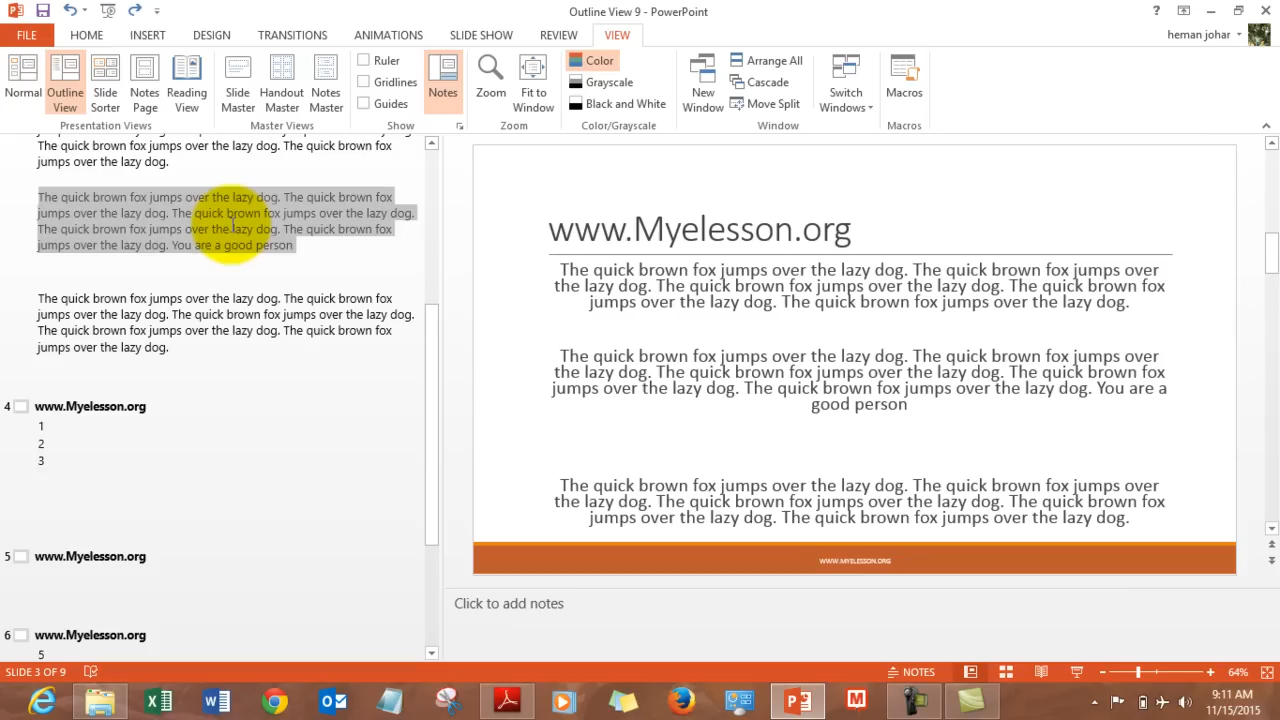 Outline View 9 - PowerPoint
?
FILE HOME INSERT DESIGN TRANSITIONS ANIMATIONS SLIDE SHOW REVIEW VIEW heman johar
Normal Outline View Slide Sorter Notes Page Reading View
Presentation Views
Slide Master Handout Master Notes Master
Master Views
Ruler
Gridlines
Guides
Show
Notes
Zoom Fit to Window
Zoom
Color
Grayscale
Black and White
Color/Grayscale
New Window
Arrange All
Cascade
Move Split
Switch Windows
Window
Macros
Macros
jumps over the lazy dog. The quick brown fox jumps over the lazy dog.
The quick brown fox jumps over the lazy dog. The quick brown fox
jumps over the lazy dog.
The quick brown fox jumps over the lazy dog. The quick brown fox
jumps over the lazy dog. The quick brown fox jumps over the lazy dog.
The quick brown fox jumps over the lazy dog. The quick brown fox
jumps over the lazy dog. You are a good person
The quick brown fox jumps over the lazy dog. The quick brown fox
jumps over the lazy dog. The quick brown fox jumps over the lazy dog.
The quick brown fox jumps over the lazy dog. The quick brown fox
jumps over the lazy dog.
4 www.Myelesson.org
1
2
3
5 www.Myelesson.org
6 www.Myelesson.org
5
www.Myelesson.org
The quick brown fox jumps over the lazy dog. The quick brown fox jumps over
the lazy dog. The quick brown fox jumps over the lazy dog. The quick brown fox
jumps over the lazy dog. The quick brown fox jumps over the lazy dog.
The quick brown fox jumps over the lazy dog. The quick brown fox jumps over
the lazy dog. The quick brown fox jumps over the lazy dog. The quick brown fox
jumps over the lazy dog. The quick brown fox jumps over the lazy dog. You are a
good person
The quick brown fox jumps over the lazy dog. The quick brown fox jumps over
the lazy dog. The quick brown fox jumps over the lazy dog. The quick brown fox
jumps over the lazy dog. The quick brown fox jumps over the lazy dog.
WWW.MYELESSON.ORG
Click to add notes
SLIDE 3 OF 9
NOTES
64%
9:11 AM
11/15/2015